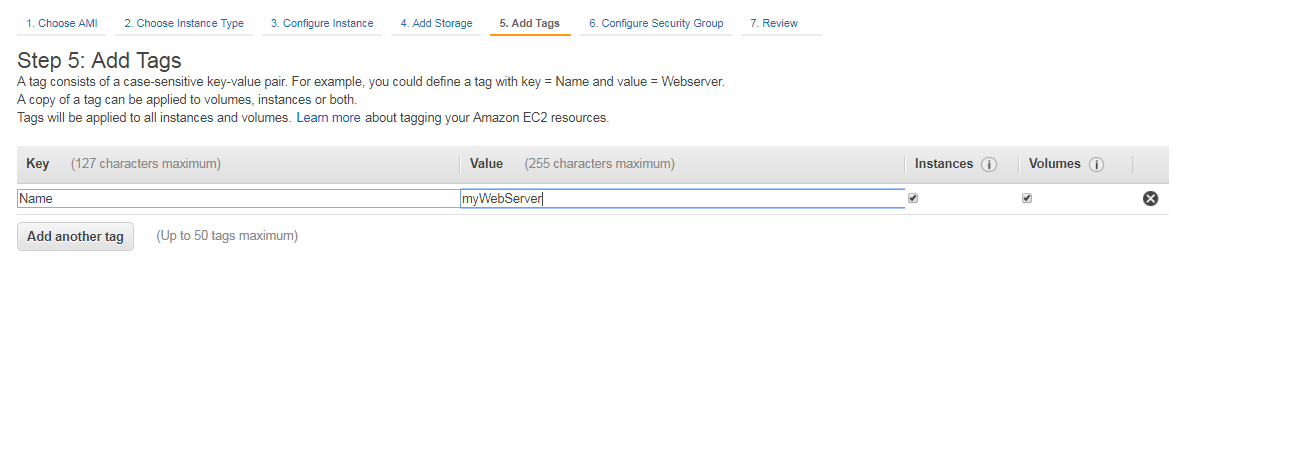 1. Choose AMI 2. Choose Instance Type 3. Configure Instance 4. Add Storage 5. Add Tags 6. Configure Security Group 7. Review
Step 5: Add Tags
A tag consists of a case-sensitive key-value pair. For example, you could define a tag with key = Name and value = Webserver.
A copy of a tag can be applied to volumes, instances or both.
Tags will be applied to all instances and volumes. Learn more about tagging your Amazon EC2 resources.
Key (127 characters maximum) Value (255 characters maximum) Instances i Volumes i
Name myWebServer
Add another tag (Up to 50 tags maximum)